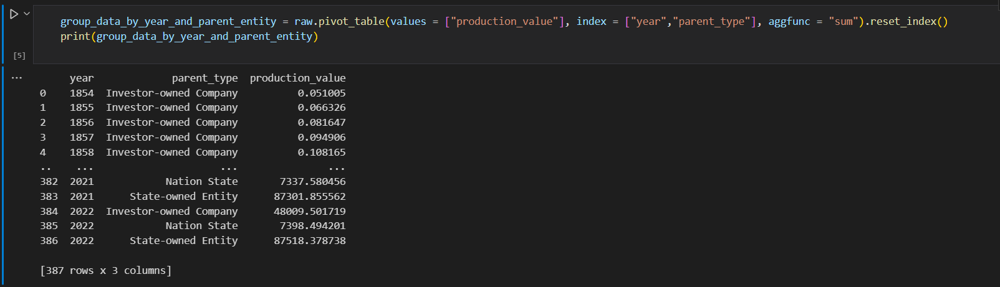 group_data_by_year_and_parent_entity = raw.pivot_table(values = ["production_value"], index = ["year","parent_type"], aggfunc = "sum").reset_index()
print(group_data_by_year_and_parent_entity)
[5]
... year parent_type production_value
0 1854 Investor-owned Company 0.051005
1 1855 Investor-owned Company 0.066326
2 1856 Investor-owned Company 0.081647
3 1857 Investor-owned Company 0.094906
4 1858 Investor-owned Company 0.108165
.. ... ... ...
382 2021 Nation State 7337.580456
383 2021 State-owned Entity 87301.855562
384 2022 Investor-owned Company 48009.501719
385 2022 Nation State 7398.494201
386 2022 State-owned Entity 87518.378738
[387 rows x 3 columns]